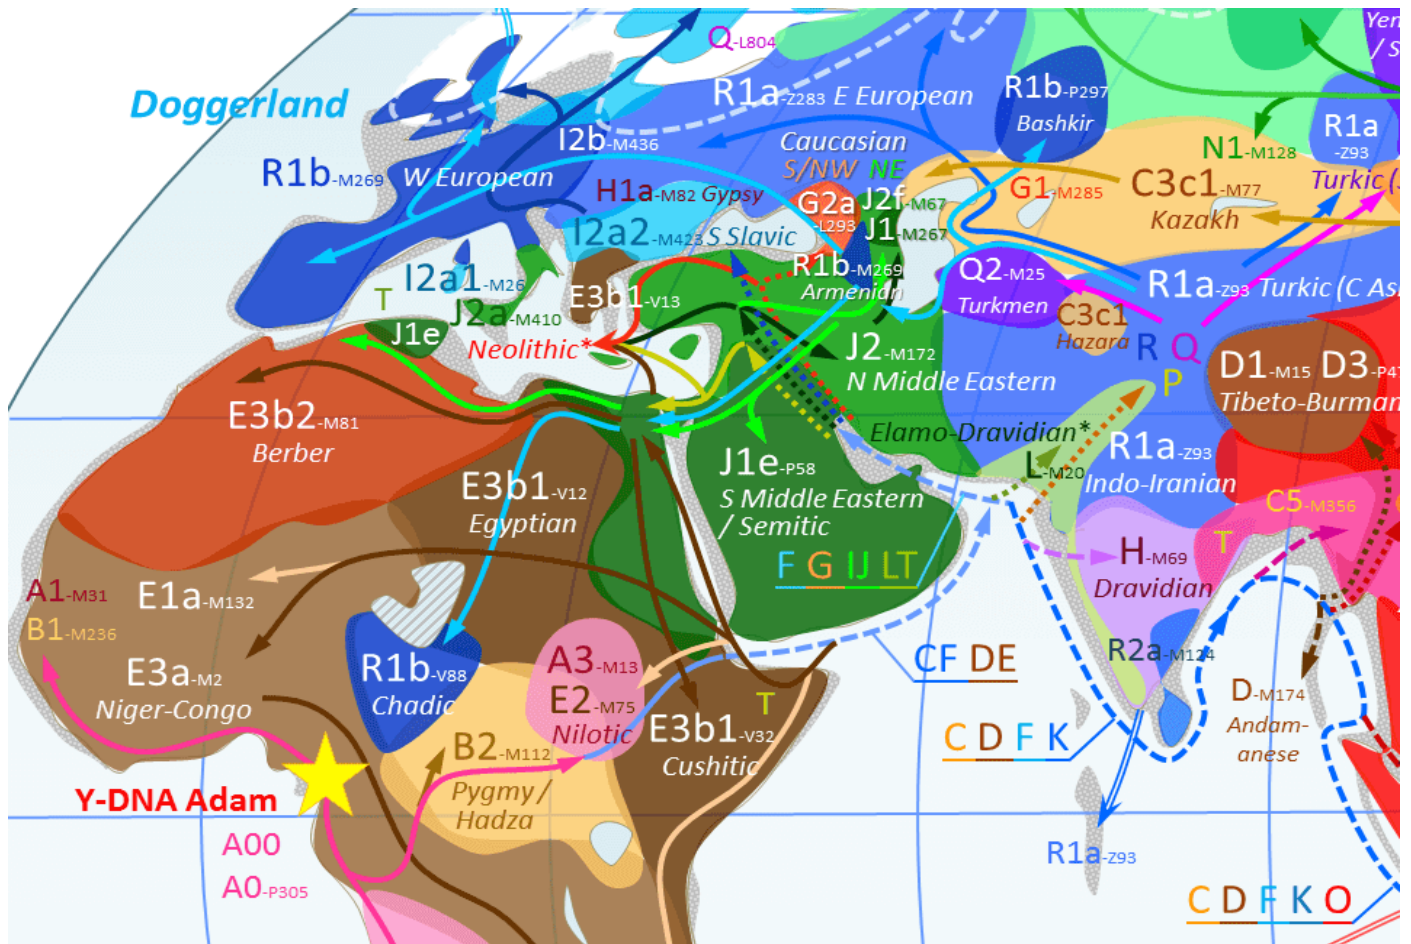 Q-L804
Yen
/ S
Doggerland
R1a-Z283 E European
R1b-P297
Bashkir
I2b-M436
Caucasian
S/NW NE
N1-M128
R1a
-Z93
Turkic (
R1b-M269
W European
H1a-M82 Gypsy
G2a
-L293
J2f-M67
J1-M267
G1-M285
C3c1-M77
Kazakh
I2a2-M423 S Slavic
R1b-M269
Armenian
Q2-M25
Turkmen
R1a-Z93 Turkic (C Asi
T
I2a1-M26
J2a-M410
E3b1-V13
J1e
Neolithic*
C3c1
Hazara
R Q
P
J2-M172
N Middle Eastern
D1-M15 D3-P47
Tibeto-Burman
E3b2-M81
Berber
Elamo-Dravidian*
L-M20
R1a-Z93
Indo-Iranian
E3b1-V12
Egyptian
J1e-P58
S Middle Eastern
/ Semitic
C5-M356
T
F G IJ LT
H-M69
Dravidian
A1-M31
B1-M236
E1a-M132
E3a-M2
Niger-Congo
R1b-V88
Chadic
A3-M13
E2-M75
Nilotic
CF DE
R2a-M124
D-M174
Andam-
anese
T
E3b1-V32
Cushitic
B2-M112
Pygmy /
Hadza
C D F K
Y-DNA Adam
A00
A0-P305
R1a-Z93
C D F K O